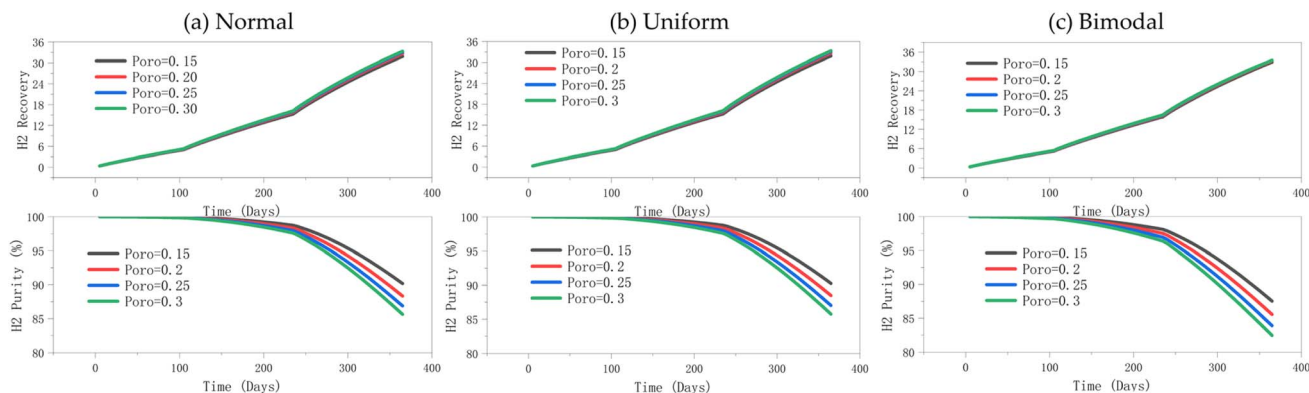 (a) Normal
(b) Uniform
(c) Bimodal
H2 Recovery
36
30
24
18
12
6
0
Poro=0.15
Poro=0.20
Poro=0.25
Poro=0.30
0 100 200 300 400
Time (Days)
H2 Recovery
36
30
24
18
12
6
0
Poro=0.15
Poro=0.2
Poro=0.25
Poro=0.3
0 100 200 300 400
Time (Days)
H2 Recovery
36
30
24
18
12
6
0
Poro=0.15
Poro=0.2
Poro=0.25
Poro=0.3
0 100 200 300 400
Time (Days)
H2 Purity (%)
100
95
90
85
80
Poro=0.15
Poro=0.2
Poro=0.25
Poro=0.3
0 100 200 300 400
Time (Days)
H2 Purity (%)
100
95
90
85
80
Poro=0.15
Poro=0.2
Poro=0.25
Poro=0.3
0 100 200 300 400
Time (Days)
H2 Purity (%)
100
95
90
85
80
Poro=0.15
Poro=0.2
Poro=0.25
Poro=0.3
0 100 200 300 400
Time (Days)